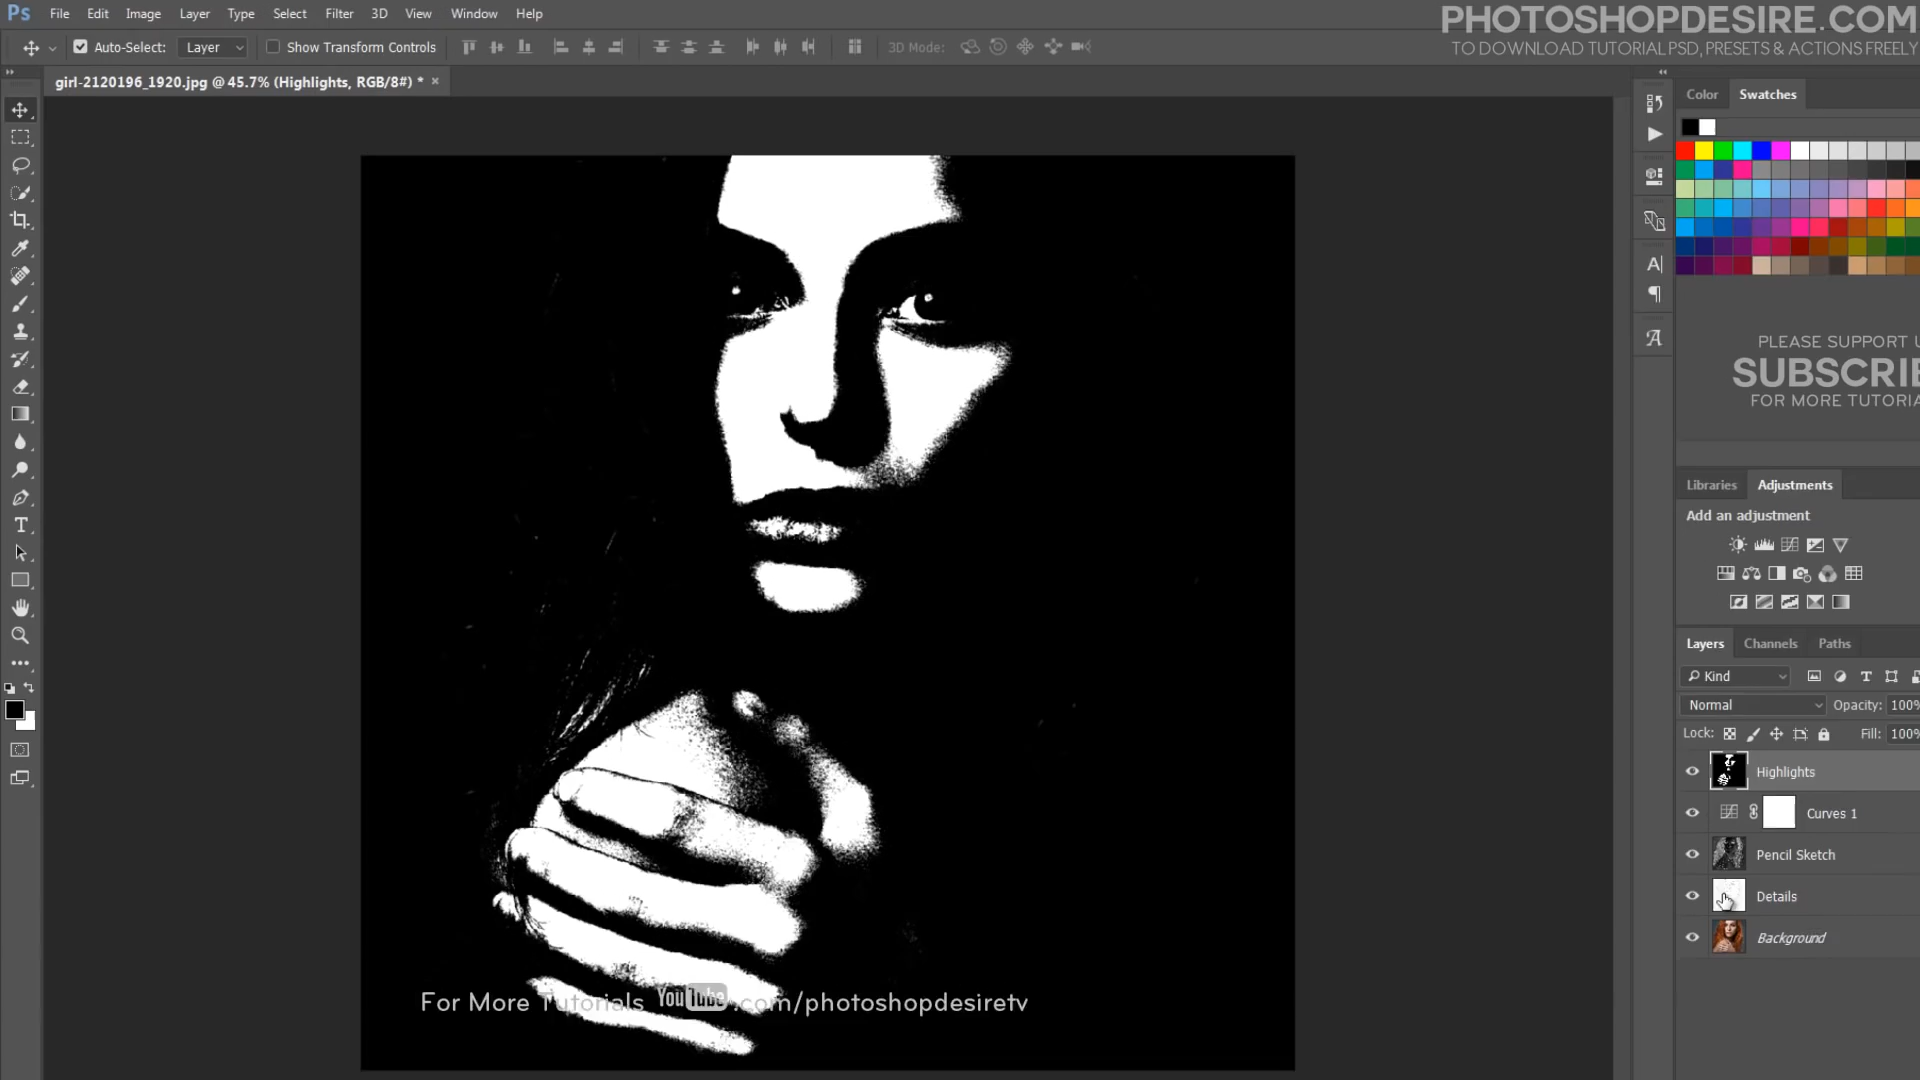 Ps File Edit Image Layer Type Select Filter 3D View Window Help
PHOTOSHOPDESIRE.COM
TO DOWNLOAD TUTORIAL PSD, PRESETS & ACTIONS FREELY
Auto-Select: Layer Show Transform Controls 3D Mode:
girl-2120196_1920.jpg @ 45.7% (Highlights, RGB/8#) * ×
Color Swatches
PLEASE SUPPORT U
SUBSCRIBE
FOR MORE TUTORIA
Libraries Adjustments
Add an adjustment
Layers Channels Paths
Kind
Normal Opacity: 100%
Lock: Fill: 100%
Highlights
Curves 1
Pencil Sketch
Details
Background
For More Tutorials YouTube.com/photoshopdesiretv